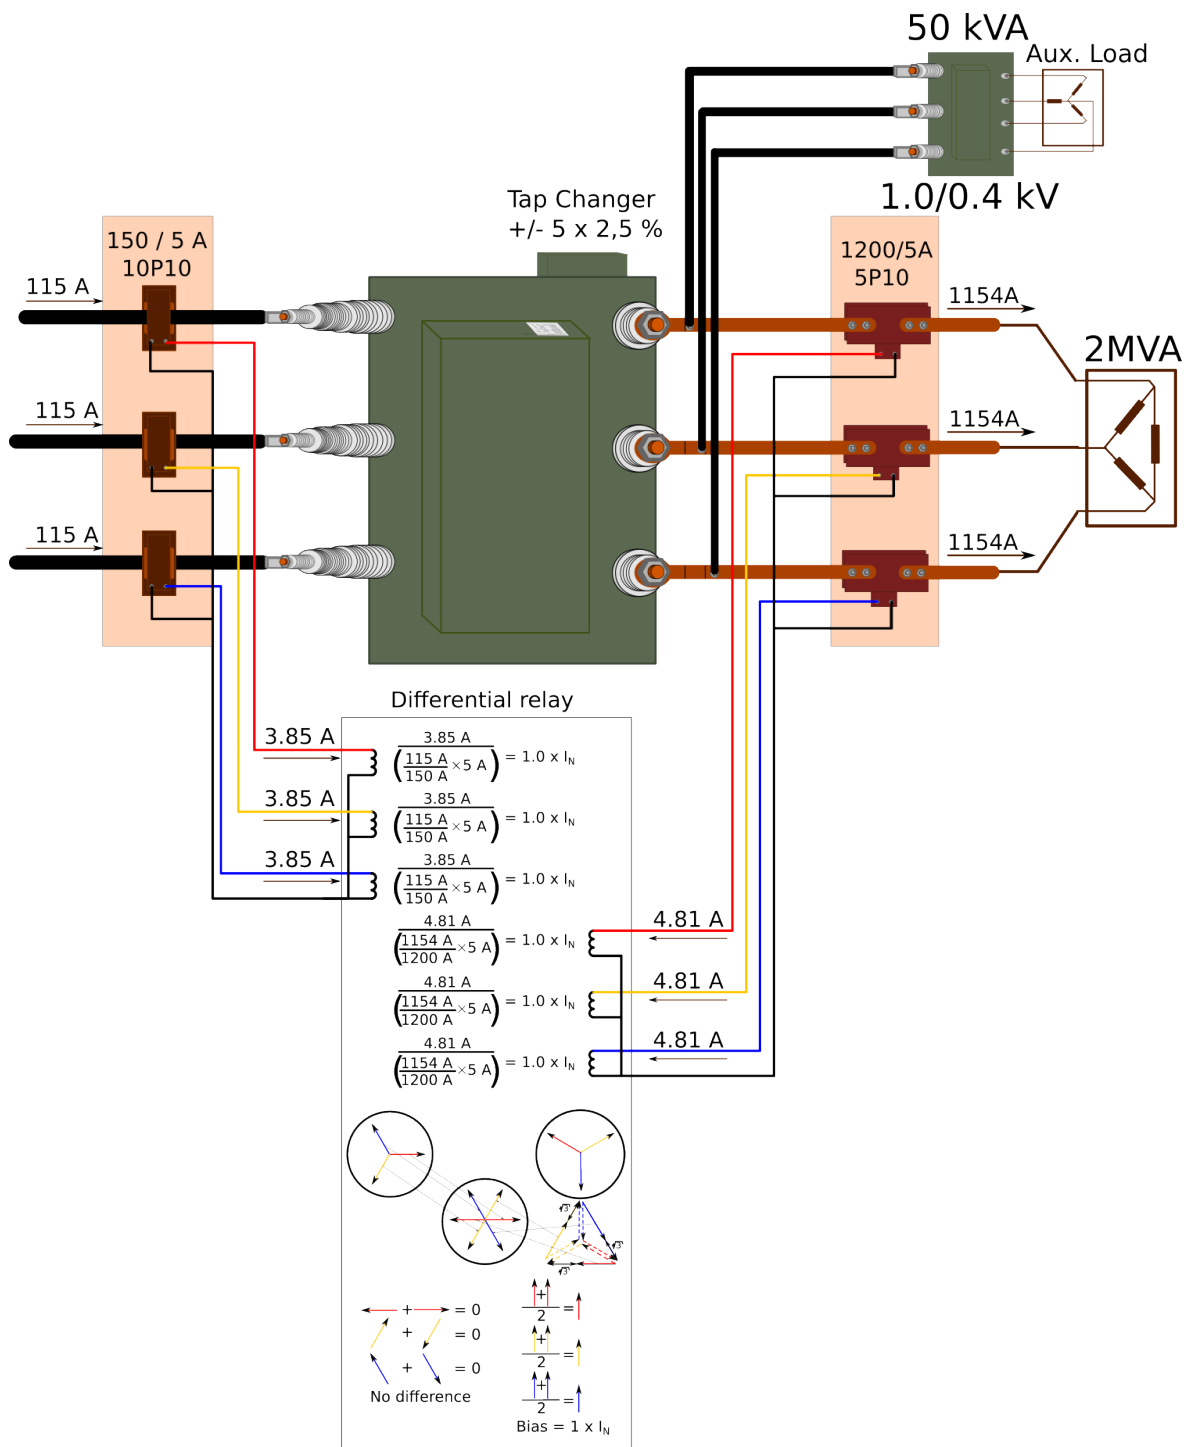 50 kVA
Aux. Load
1.0/0.4 kV
Tap Changer
+/- 5 x 2,5 %
150 / 5 A
10P10
1200/5A
5P10
115 A
1154A
2MVA
115 A
1154A
115 A
1154A
Differential relay
3.85 A
3.85 A
(115 A
150 A ×5 A) = 1.0 x IN
3.85 A
3.85 A
(115 A
150 A ×5 A) = 1.0 x IN
3.85 A
3.85 A
(115 A
150 A ×5 A) = 1.0 x IN
4.81 A
4.81 A
(1154 A
1200 A ×5 A) = 1.0 x IN
4.81 A
4.81 A
(1154 A
1200 A ×5 A) = 1.0 x IN
4.81 A
4.81 A
(1154 A
1200 A ×5 A) = 1.0 x IN
√3
√3
√3
+ = 0
+ = 0
+ = 0
No difference
+
2 =
+
2 =
+
2 =
Bias = 1 x IN